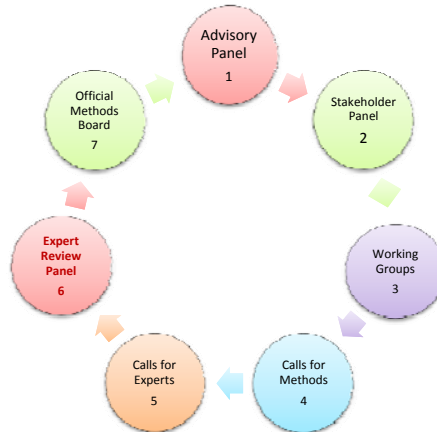 Advisory
Panel
1
Stakeholder
Panel
2
Working
Groups
3
Calls for
Methods
4
Calls for
Experts
5
Expert
Review
Panel
6
Official
Methods
Board
7